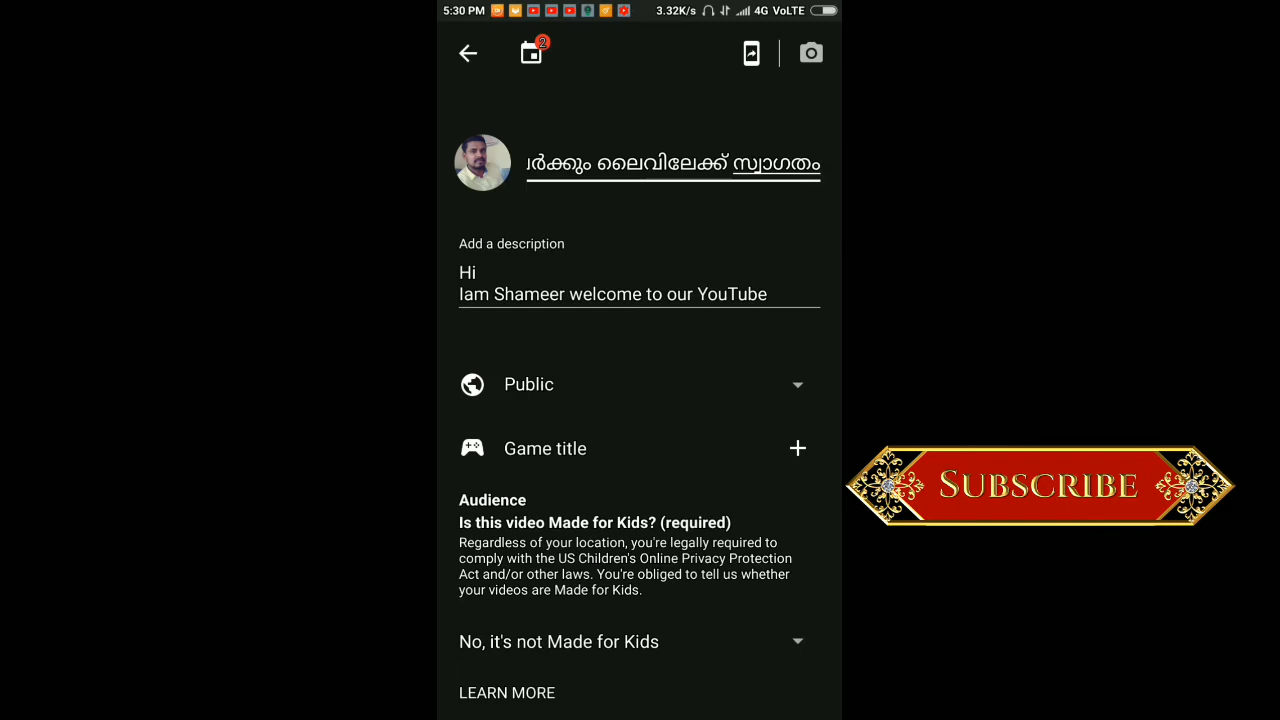 5:30 PM
3.32K/s 4G VoLTE
2
ലൈവിലേക്ക് സ്വാഗതം
Add a description
Hi
Iam Shameer welcome to our YouTube
Public
Game title
Audience
Is this video Made for Kids? (required)
Regardless of your location, you're legally required to
comply with the US Children's Online Privacy Protection
Act and/or other laws. You're obliged to tell us whether
your videos are Made for Kids.
No, it's not Made for Kids
LEARN MORE
SUBSCRIBE